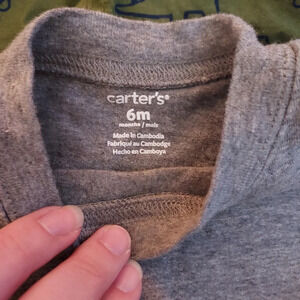 carter's®
6m
months / mois
Made in Cambodia
Fabriqué au Cambodge
Hecho en Camboya